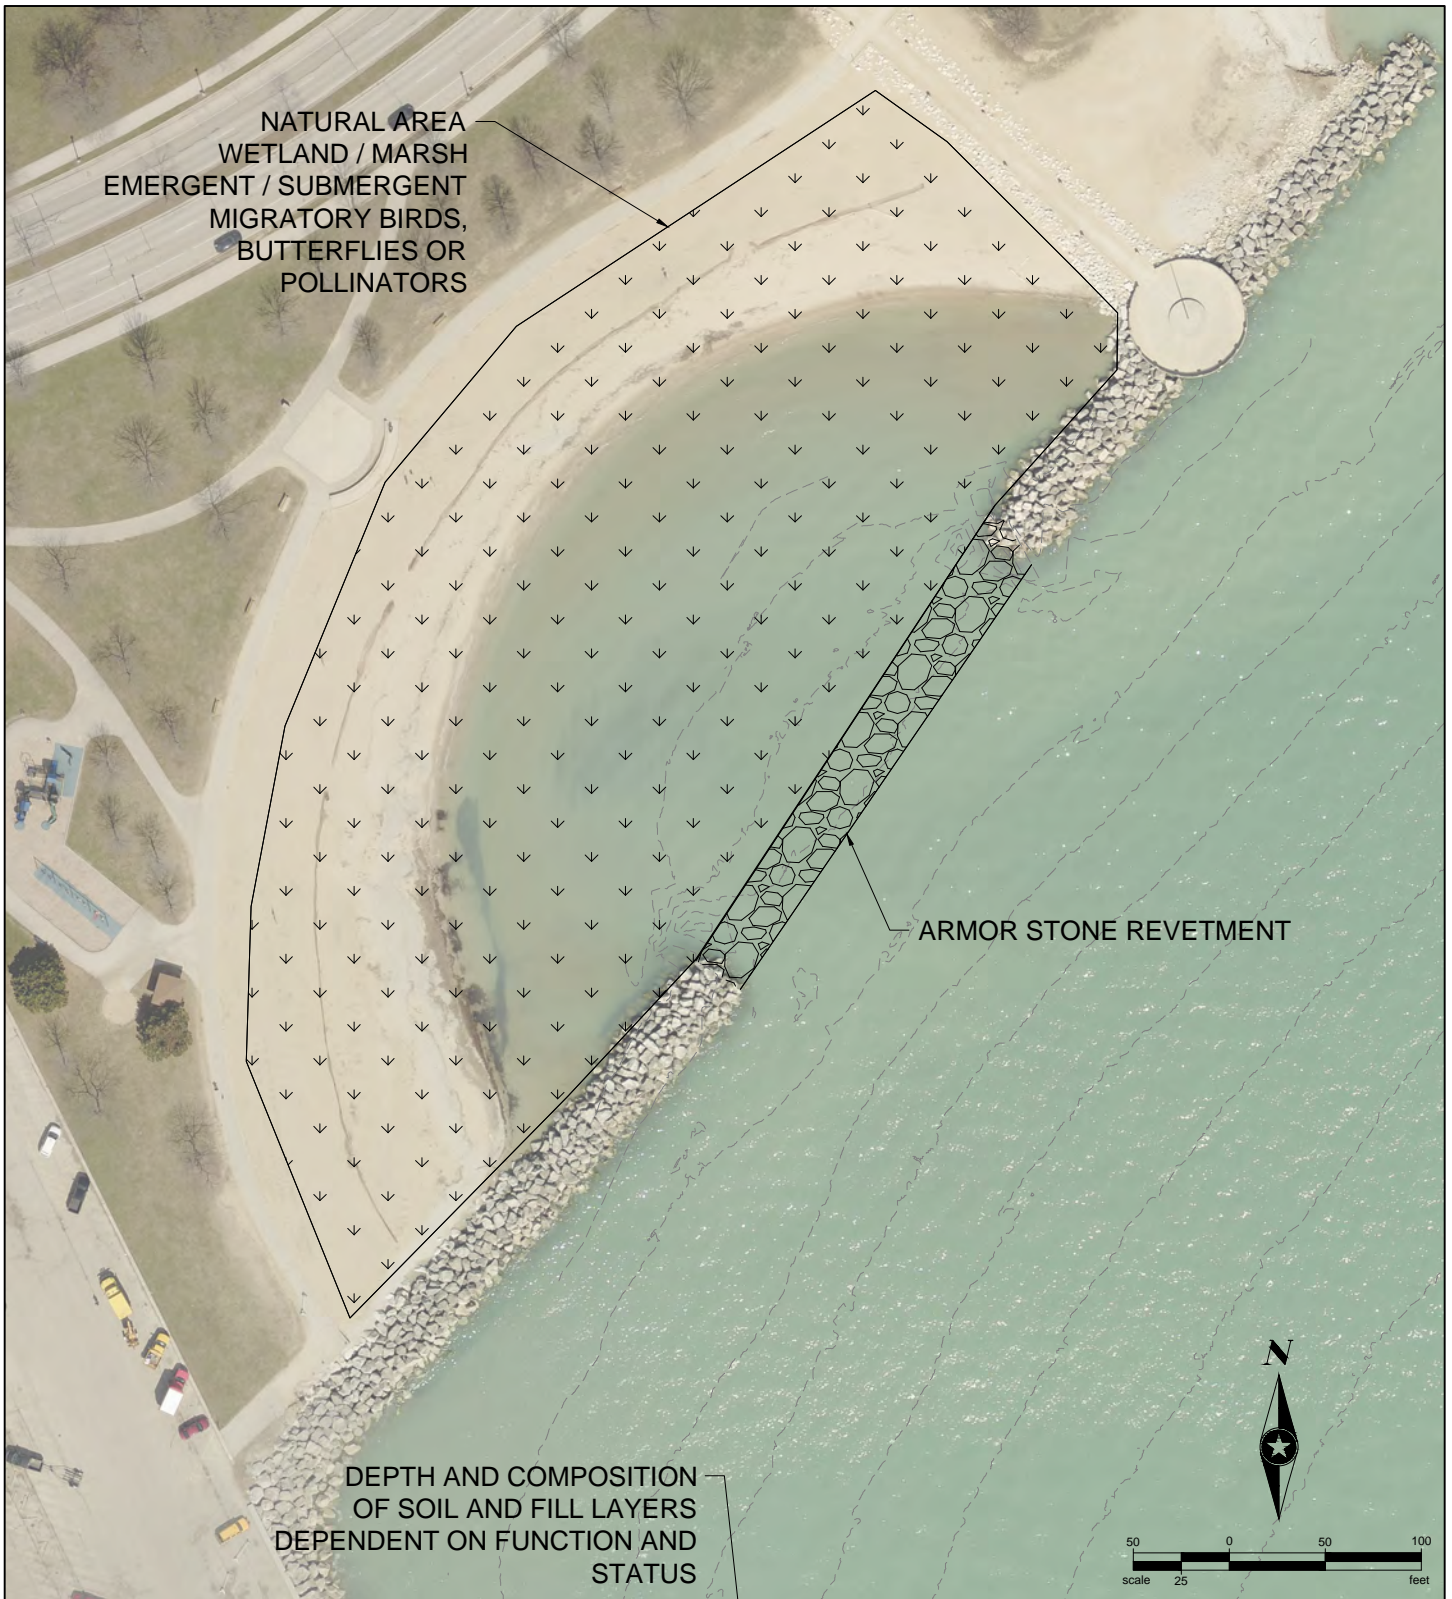 NATURAL AREA
WETLAND / MARSH
EMERGENT / SUBMERGENT
MIGRATORY BIRDS,
BUTTERFLIES OR
POLLINATORS
ARMOR STONE REVETMENT
DEPTH AND COMPOSITION
OF SOIL AND FILL LAYERS
DEPENDENT ON FUNCTION AND
STATUS
N
50 0 50 100
scale 25 feet